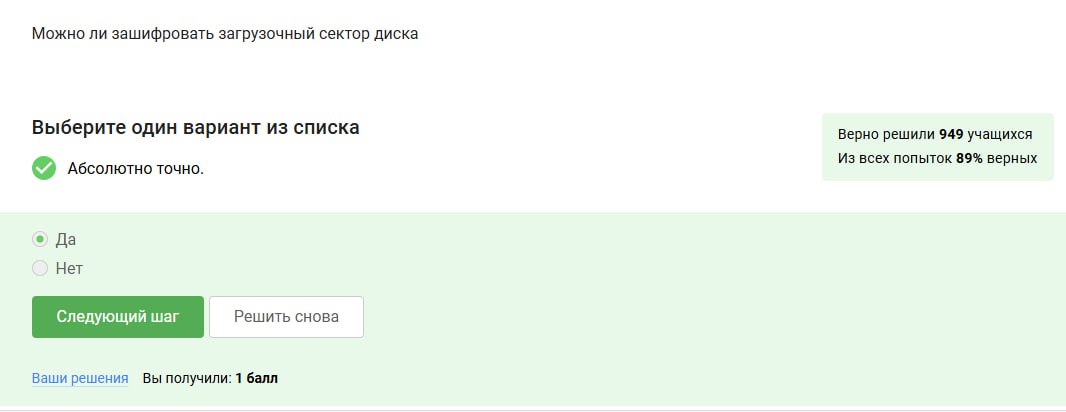 Можно ли зашифровать загрузочный сектор диска
Выберите один вариант из списка
Абсолютно точно.
Верно решили 949 учащихся
Из всех попыток 89% верных
Да
Нет
Следующий шаг
Решить снова
Ваши решения
Вы получили: 1 балл